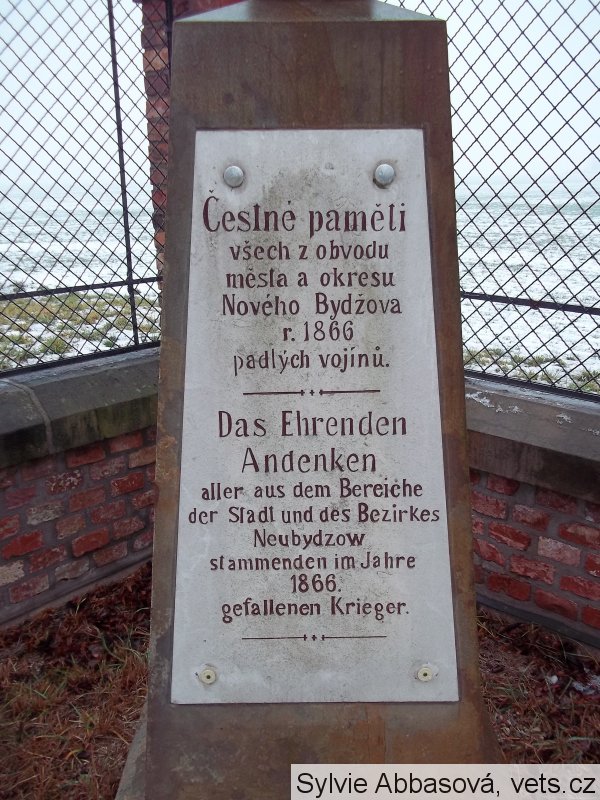 Čestné paměti
všech z obvodu
města a okresu
Nového Bydžova
r. 1866
padlých vojínů.
Das Ehrenden
Andenken
aller aus dem Bereiche
der Stadt und des Bezirkes
Neubydzow
stammenden im Jahre
1866.
gefallenen Krieger.
Sylvie Abbasová, vets.cz